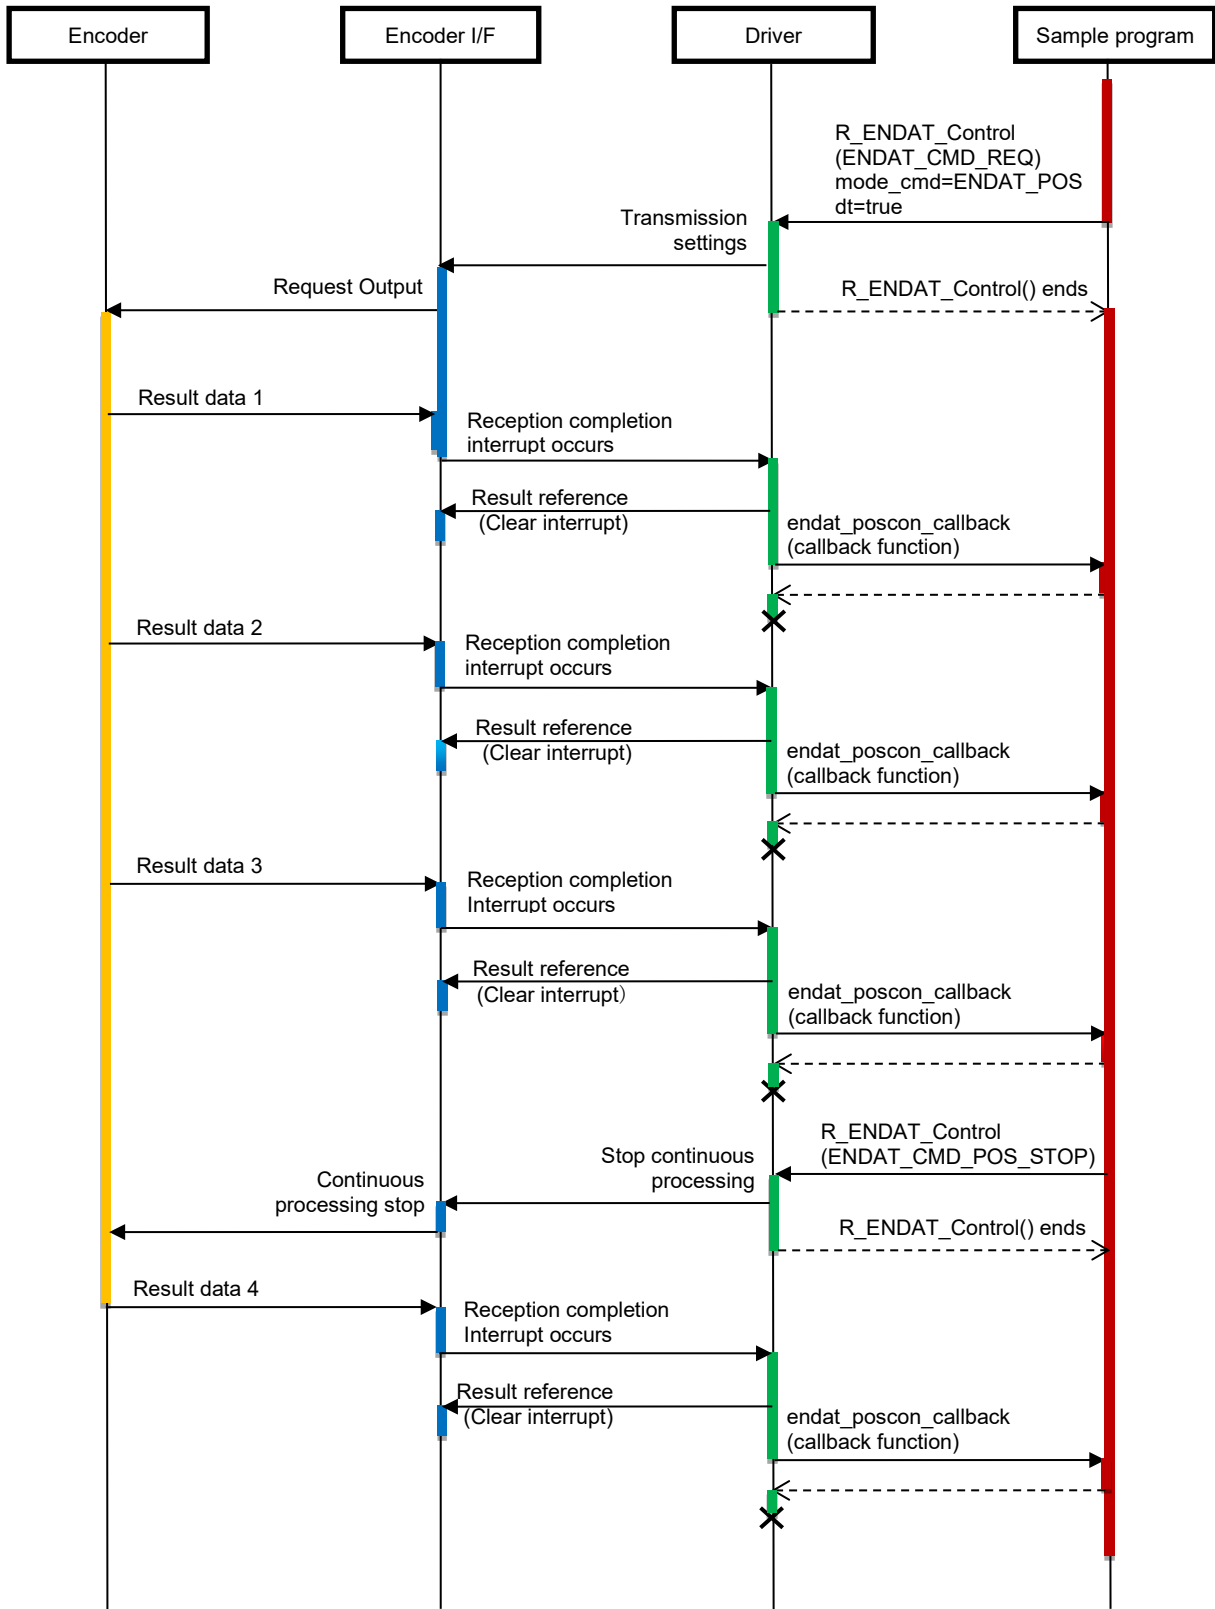 Encoder
Encoder I/F
Driver
Sample program
R_ENDAT_Control
(ENDAT_CMD_REQ)
mode_cmd=ENDAT_POS
dt=true
Transmission
settings
Request Output
R_ENDAT_Control() ends
Result data 1
Reception completion
interrupt occurs
Result reference
(Clear interrupt)
endat_poscon_callback
(callback function)
Result data 2
Reception completion
interrupt occurs
Result reference
(Clear interrupt)
endat_poscon_callback
(callback function)
Result data 3
Reception completion
Interrupt occurs
Result reference
(Clear interrupt）
endat_poscon_callback
(callback function)
R_ENDAT_Control
(ENDAT_CMD_POS_STOP)
Stop continuous
processing
Continuous
processing stop
R_ENDAT_Control() ends
Result data 4
Reception completion
Interrupt occurs
Result reference
(Clear interrupt)
endat_poscon_callback
(callback function)